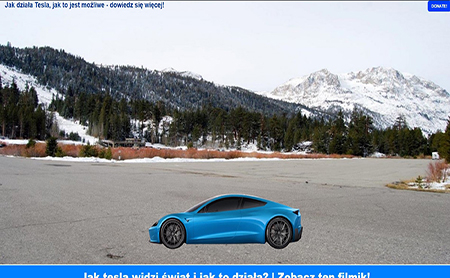 Jak działa Tesla, jak to jest możliwe - dowiedz się więcej!
DONATE!
Jak tesla widzi świat i jak to działa? | Zobacz ten filmik!